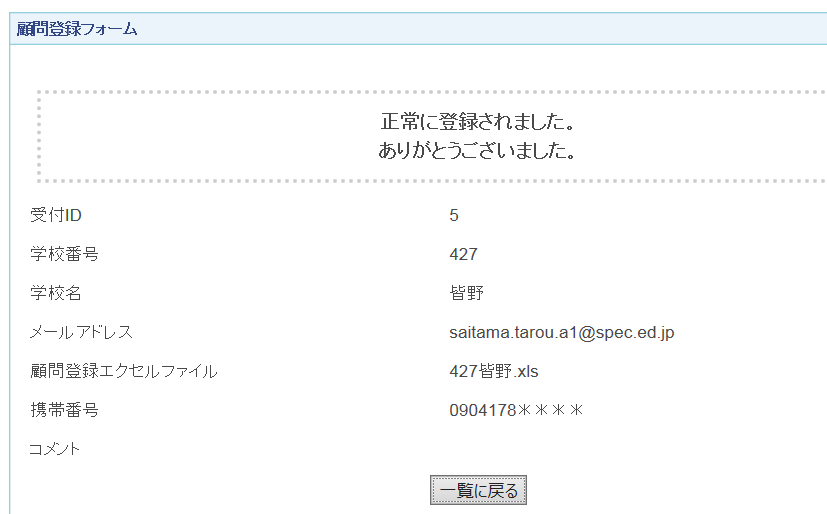 顧問登録フォーム
正常に登録されました。
ありがとうございました。
受付ID 5
学校番号 427
学校名 皆野
メールアドレス saitama.tarou.a1@spec.ed.jp
顧問登録エクセルファイル 427皆野.xls
携帯番号 0904178＊＊＊＊
コメント
一覧に戻る